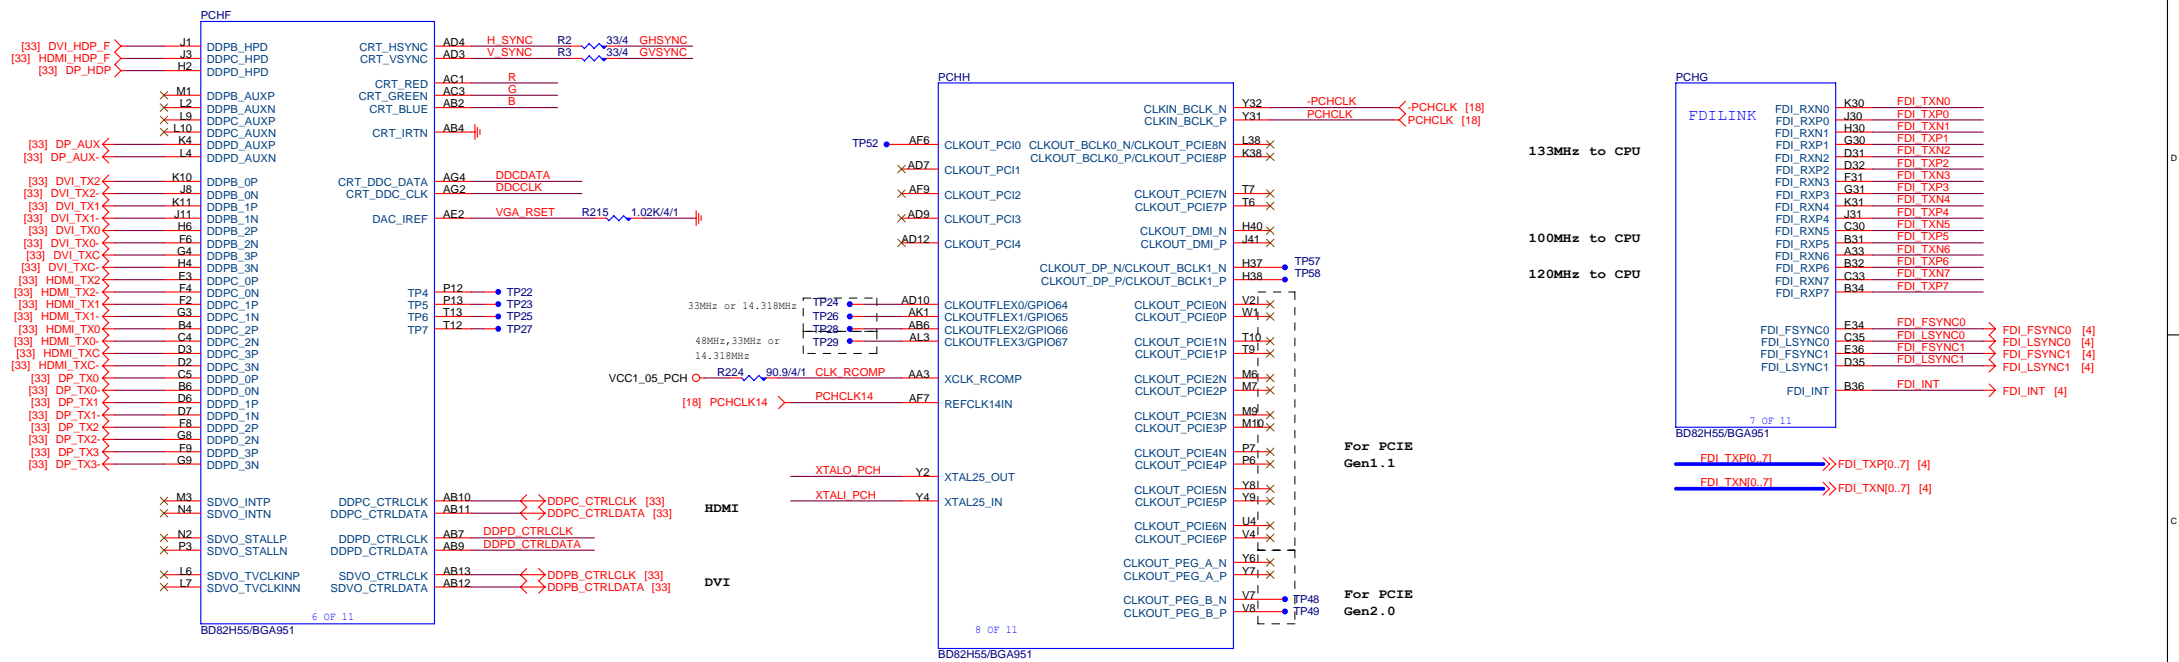 PCHF
[33] DVI_HDP_F J1 DDPB_HPD CRT_HSYNC AD4 H_SYNC R2 33/4 GHSYNC
[33] HDMI_HDP_F J3 DDPC_HPD CRT_VSYNC AD3 V_SYNC R3 33/4 GVSYNC
[33] DP_HDP H2 DDPD_HPD
CRT_RED AC1 R
M1 DDPB_AUXP CRT_GREEN AC3 G
L2 DDPB_AUXN CRT_BLUE AB2 B
L9 DDPC_AUXP
L10 DDPC_AUXN CRT_IRTN AB4
[33] DP_AUX K4 DDPD_AUXP
[33] DP_AUX- L4 DDPD_AUXN
[33] DVI_TX2 K10 DDPB_0P CRT_DDC_DATA AG4 DDCDATA
[33] DVI_TX2- J8 DDPB_0N CRT_DDC_CLK AG2 DDCCLK
[33] DVI_TX1 K11 DDPB_1P
[33] DVI_TX1- J11 DDPB_1N DAC_IREF AE2 VGA_RSET R215 1.02K/4/1
[33] DVI_TX0 H6 DDPB_2P
[33] DVI_TX0- F6 DDPB_2N
[33] DVI_TXC G4 DDPB_3P
[33] DVI_TXC- H4 DDPB_3N
[33] HDMI_TX2 E3 DDPC_0P
[33] HDMI_TX2- F4 DDPC_0N TP4 P12 TP22
[33] HDMI_TX1 F2 DDPC_1P TP5 P13 TP23
[33] HDMI_TX1- G3 DDPC_1N TP6 T13 TP25
[33] HDMI_TX0 B4 DDPC_2P TP7 T12 TP27
[33] HDMI_TX0- C4 DDPC_2N
[33] HDMI_TXC D3 DDPC_3P
[33] HDMI_TXC- D2 DDPC_3N
[33] DP_TX0 C5 DDPD_0P
[33] DP_TX0- B6 DDPD_0N
[33] DP_TX1 D6 DDPD_1P
[33] DP_TX1- D7 DDPD_1N
[33] DP_TX2 F8 DDPD_2P
[33] DP_TX2- G8 DDPD_2N
[33] DP_TX3 F9 DDPD_3P
[33] DP_TX3- G9 DDPD_3N
M3 SDVO_INTP DDPC_CTRLCLK AB10 DDPC_CTRLCLK [33]
N4 SDVO_INTN DDPC_CTRLDATA AB11 DDPC_CTRLDATA [33]
HDMI
N2 SDVO_STALLP DDPD_CTRLCLK AB7 DDPD_CTRLCLK
P3 SDVO_STALLN DDPD_CTRLDATA AB9 DDPD_CTRLDATA
L6 SDVO_TVCLKINP SDVO_CTRLCLK AB13 DDPB_CTRLCLK [33]
L7 SDVO_TVCLKINN SDVO_CTRLDATA AB12 DDPB_CTRLDATA [33]
DVI
6 OF 11
BD82H55/BGA951
PCHH
CLKIN_BCLK_N Y32 -PCHCLK -PCHCLK [18]
CLKIN_BCLK_P Y31 PCHCLK PCHCLK [18]
TP52 AF6 CLKOUT_PCI0 CLKOUT_BCLK0_N/CLKOUT_PCIE8N L38
CLKOUT_BCLK0_P/CLKOUT_PCIE8P K38
133MHz to CPU
AD7 CLKOUT_PCI1
AF9 CLKOUT_PCI2 CLKOUT_PCIE7N T7
CLKOUT_PCIE7P T6
AD9 CLKOUT_PCI3
CLKOUT_DMI_N H40
AD12 CLKOUT_PCI4 CLKOUT_DMI_P J41
100MHz to CPU
CLKOUT_DP_N/CLKOUT_BCLK1_N H37 TP57
CLKOUT_DP_P/CLKOUT_BCLK1_P H38 TP58
120MHz to CPU
33MHz or 14.318MHz
TP24 AD10 CLKOUTFLEX0/GPIO64 CLKOUT_PCIE0N V2
TP26 AK1 CLKOUTFLEX1/GPIO65 CLKOUT_PCIE0P W1
TP28 AB6 CLKOUTFLEX2/GPIO66
TP29 AL3 CLKOUTFLEX3/GPIO67 CLKOUT_PCIE1N T10
48MHz,33MHz or
14.318MHz
CLKOUT_PCIE1P T9
VCC1_05_PCH R224 90.9/4/1 CLK_RCOMP AA3 XCLK_RCOMP CLKOUT_PCIE2N M6
CLKOUT_PCIE2P M7
[18] PCHCLK14 PCHCLK14 AF7 REFCLK14IN
CLKOUT_PCIE3N M9
CLKOUT_PCIE3P M10
CLKOUT_PCIE4N P7
CLKOUT_PCIE4P P6
For PCIE
Gen1.1
XTALO_PCH Y2 XTAL25_OUT
CLKOUT_PCIE5N Y8
XTALI_PCH Y4 XTAL25_IN CLKOUT_PCIE5P Y9
CLKOUT_PCIE6N U4
CLKOUT_PCIE6P V4
CLKOUT_PEG_A_N Y6
CLKOUT_PEG_A_P Y7
CLKOUT_PEG_B_N V7 TP48
CLKOUT_PEG_B_P V8 TP49
For PCIE
Gen2.0
8 OF 11
BD82H55/BGA951
PCHG
FDILINK
FDI_RXN0 K30 FDI_TXN0
FDI_RXP0 J30 FDI_TXP0
FDI_RXN1 H30 FDI_TXN1
FDI_RXP1 G30 FDI_TXP1
FDI_RXN2 D31 FDI_TXN2
FDI_RXP2 D32 FDI_TXP2
FDI_RXN3 F31 FDI_TXN3
FDI_RXP3 G31 FDI_TXP3
FDI_RXN4 K31 FDI_TXN4
FDI_RXP4 J31 FDI_TXP4
FDI_RXN5 C30 FDI_TXN5
FDI_RXP5 B31 FDI_TXP5
FDI_RXN6 A33 FDI_TXN6
FDI_RXP6 B32 FDI_TXP6
FDI_RXN7 C33 FDI_TXN7
FDI_RXP7 B34 FDI_TXP7
FDI_FSYNC0 E34 FDI_FSYNC0 FDI_FSYNC0 [4]
FDI_LSYNC0 C35 FDI_LSYNC0 FDI_LSYNC0 [4]
FDI_FSYNC1 E36 FDI_FSYNC1 FDI_FSYNC1 [4]
FDI_LSYNC1 D35 FDI_LSYNC1 FDI_LSYNC1 [4]
FDI_INT B36 FDI_INT FDI_INT [4]
7 OF 11
BD82H55/BGA951
FDI_TXP[0..7] FDI_TXP[0..7] [4]
FDI_TXN[0..7] FDI_TXN[0..7] [4]
D
C